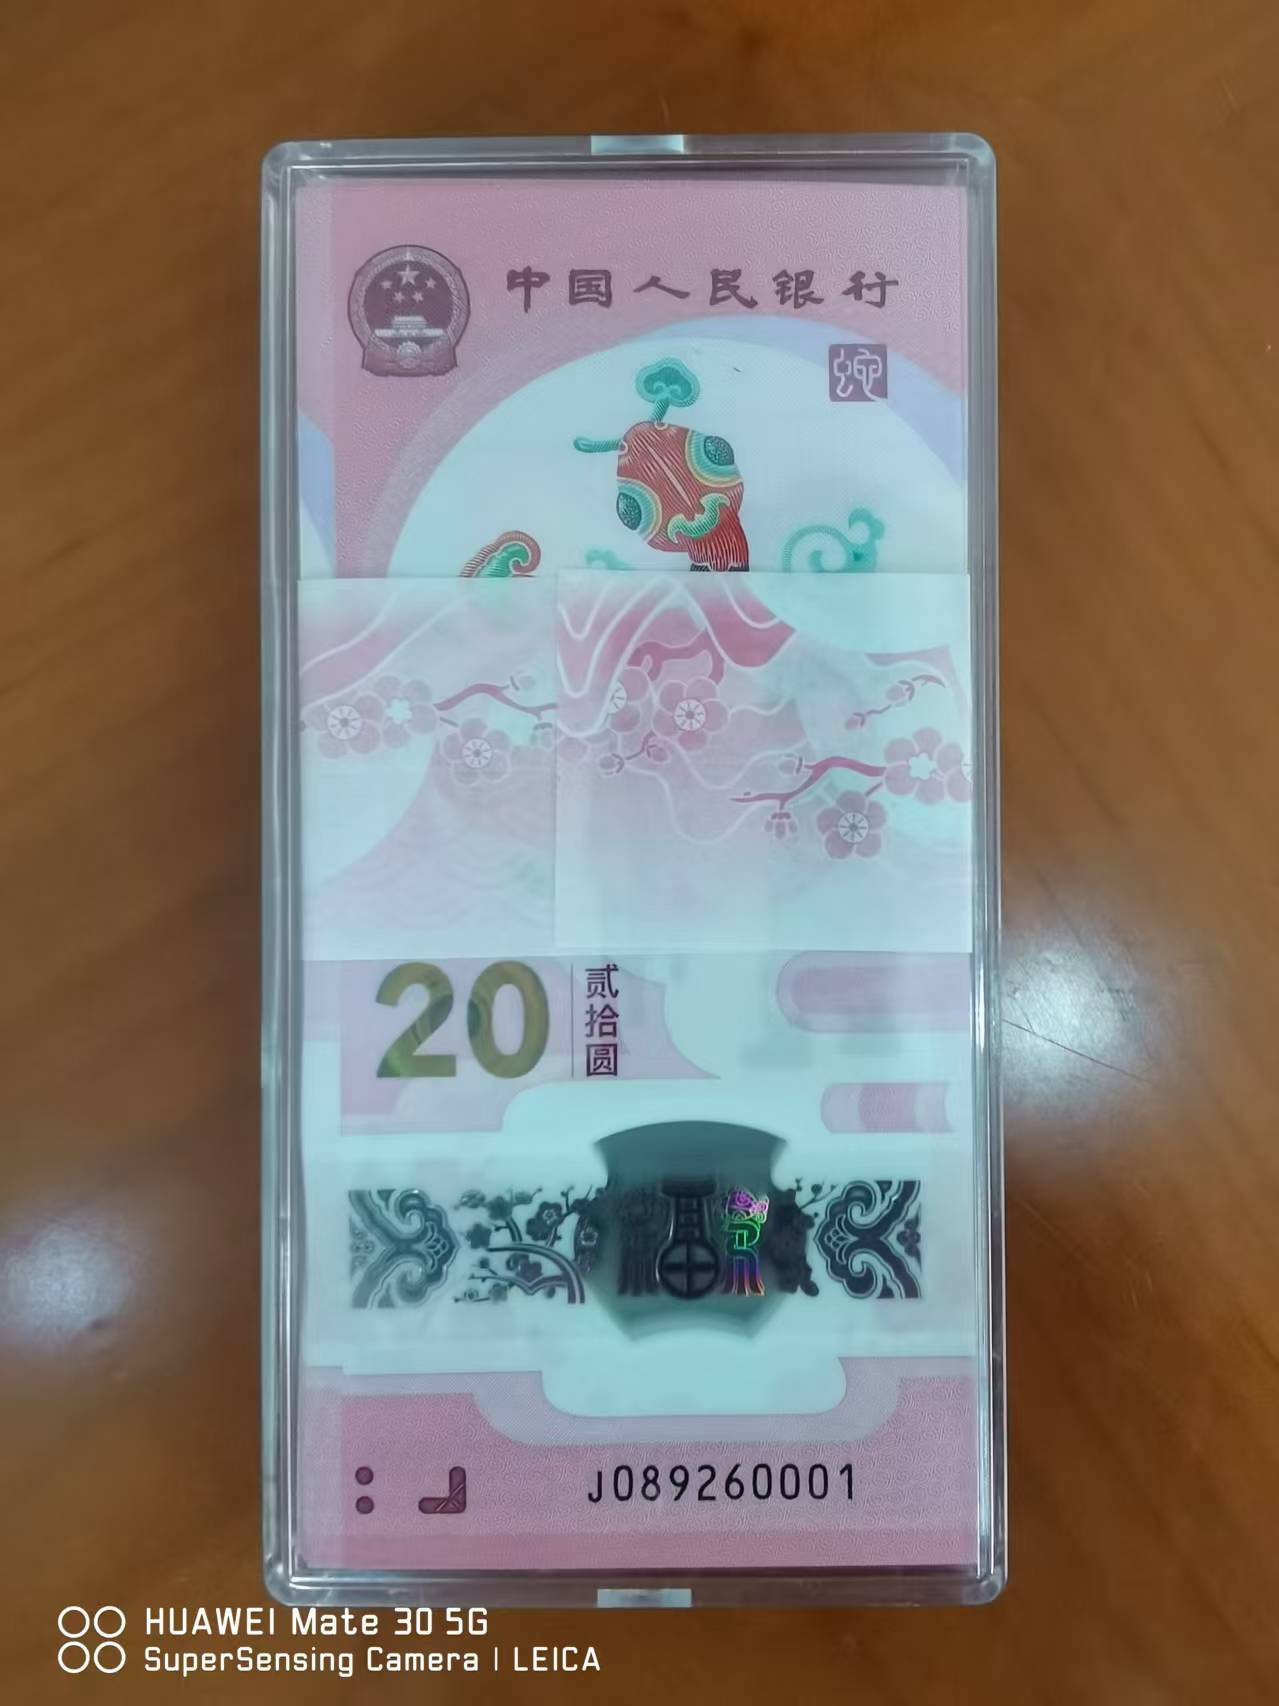 中国人民银行
蛇
20
贰拾圆
J089260001
HUAWEI Mate 30 5G
SuperSensing Camera | LEICA